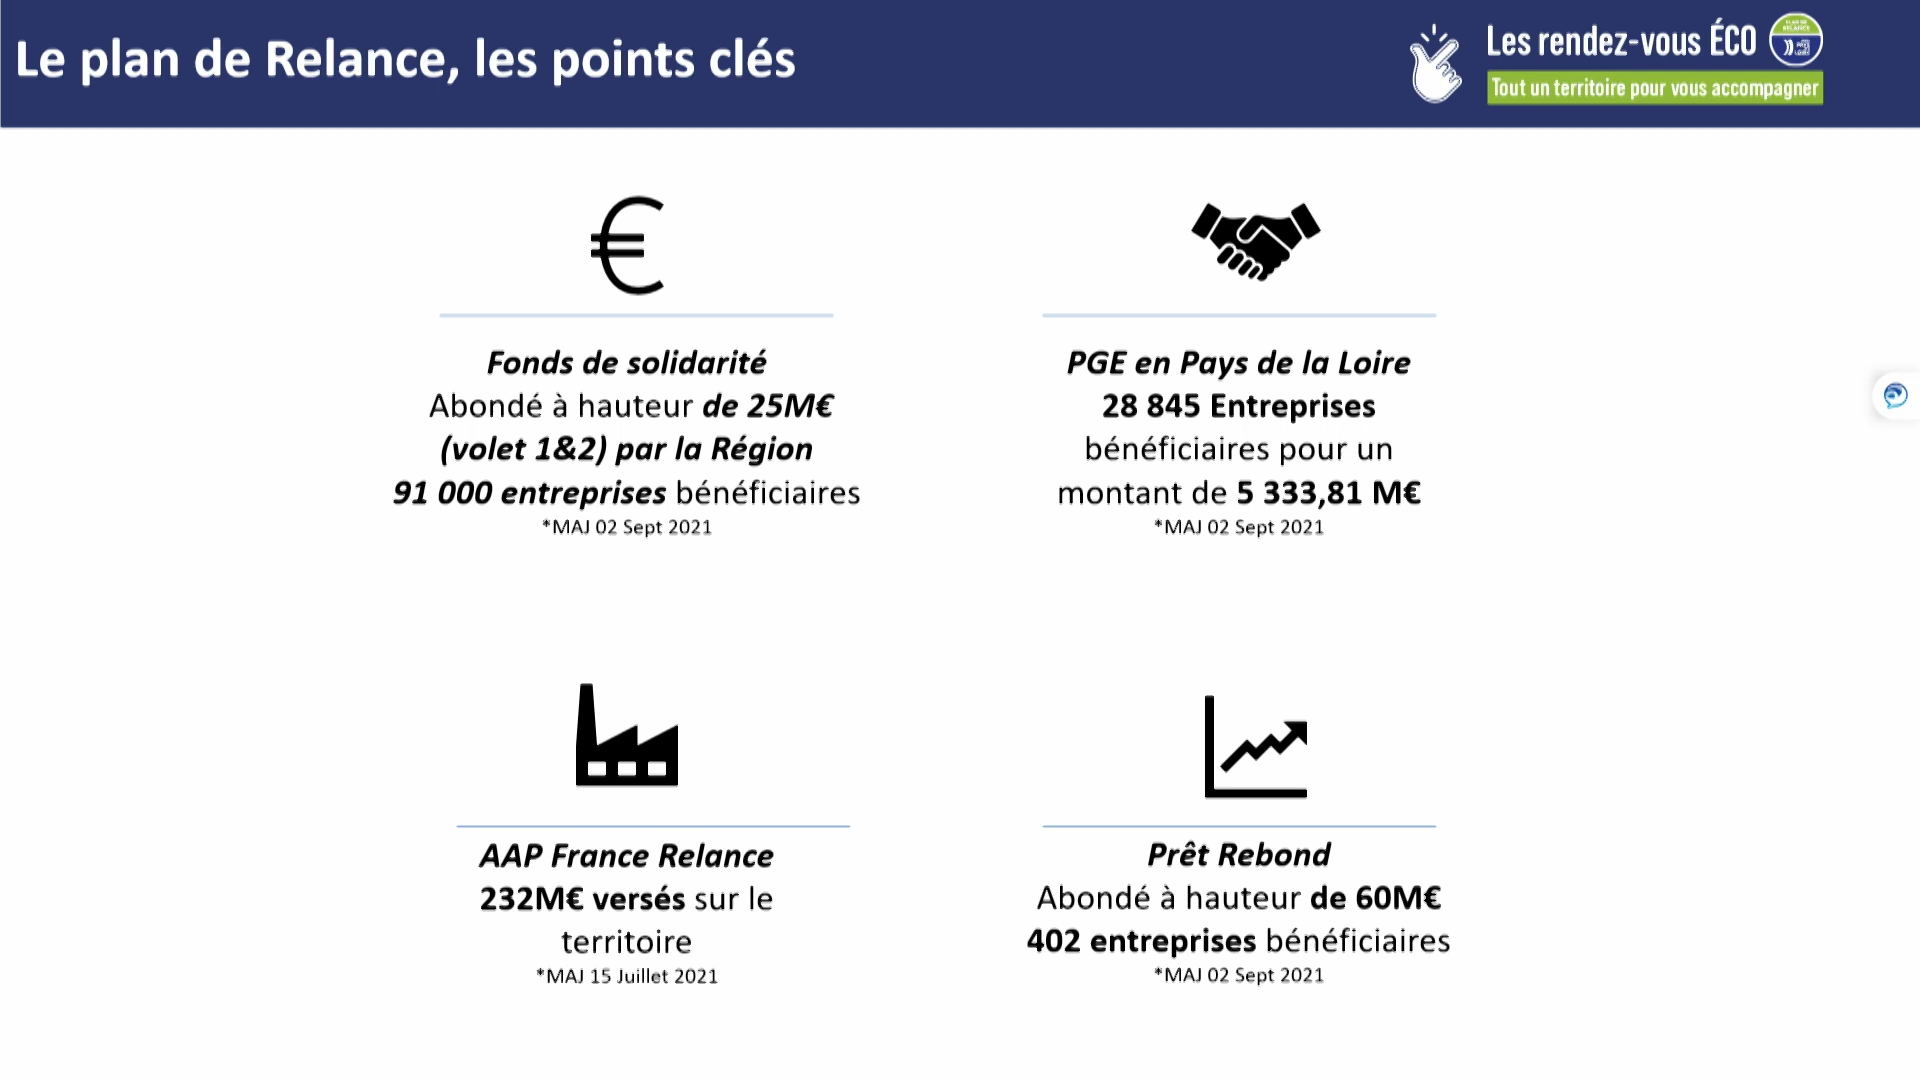 Le plan de Relance, les points clés
Les rendez-vous ÉCO
PLAN DE
RELANCE
Tout un territoire pour vous accompagner
€
Fonds de solidarité
Abondé à hauteur de 25M€
(volet 1&2) par la Région
91 000 entreprises bénéficiaires
*MAJ 02 Sept 2021
PGE en Pays de la Loire
28 845 Entreprises
bénéficiaires pour un
montant de 5 333,81 M€
*MAJ 02 Sept 2021
AAP France Relance
232M€ versés sur le
territoire
*MAJ 15 Juillet 2021
Prêt Rebond
Abondé à hauteur de 60M€
402 entreprises bénéficiaires
*MAJ 02 Sept 2021